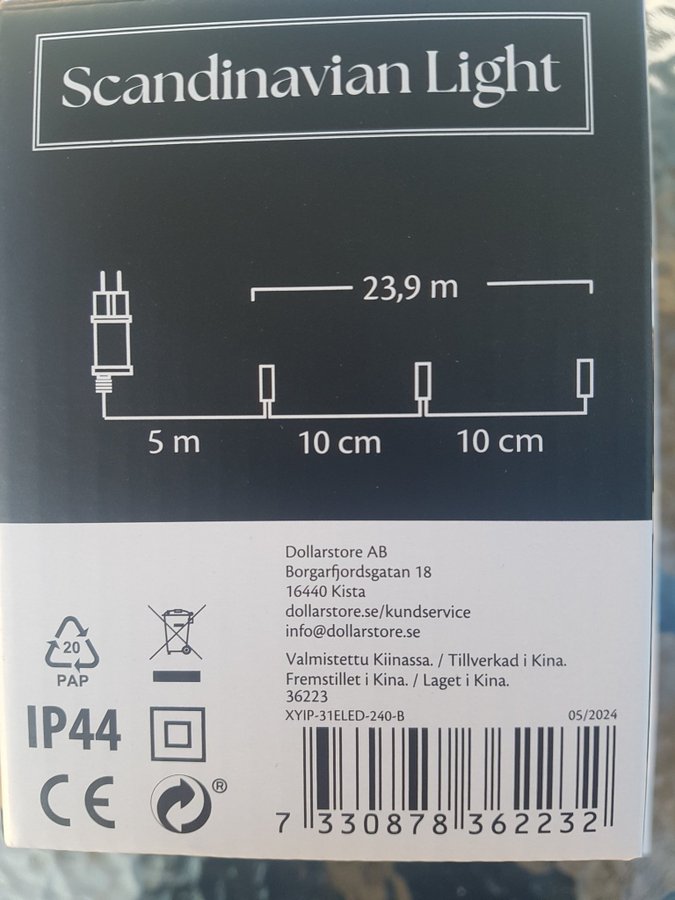 Scandinavian Light
23,9 m
5 m 10 cm 10 cm
Dollarstore AB
Borgarfjordsgatan 18
16440 Kista
dollarstore.se/kundservice
info@dollarstore.se
Valmistettu Kiinassa. / Tillverkad i Kina.
Fremstillet i Kina. / Laget i Kina.
36223
XYIP-31ELED-240-B 05/2024
20
PAP
IP44
CE
®
7 330878 362232